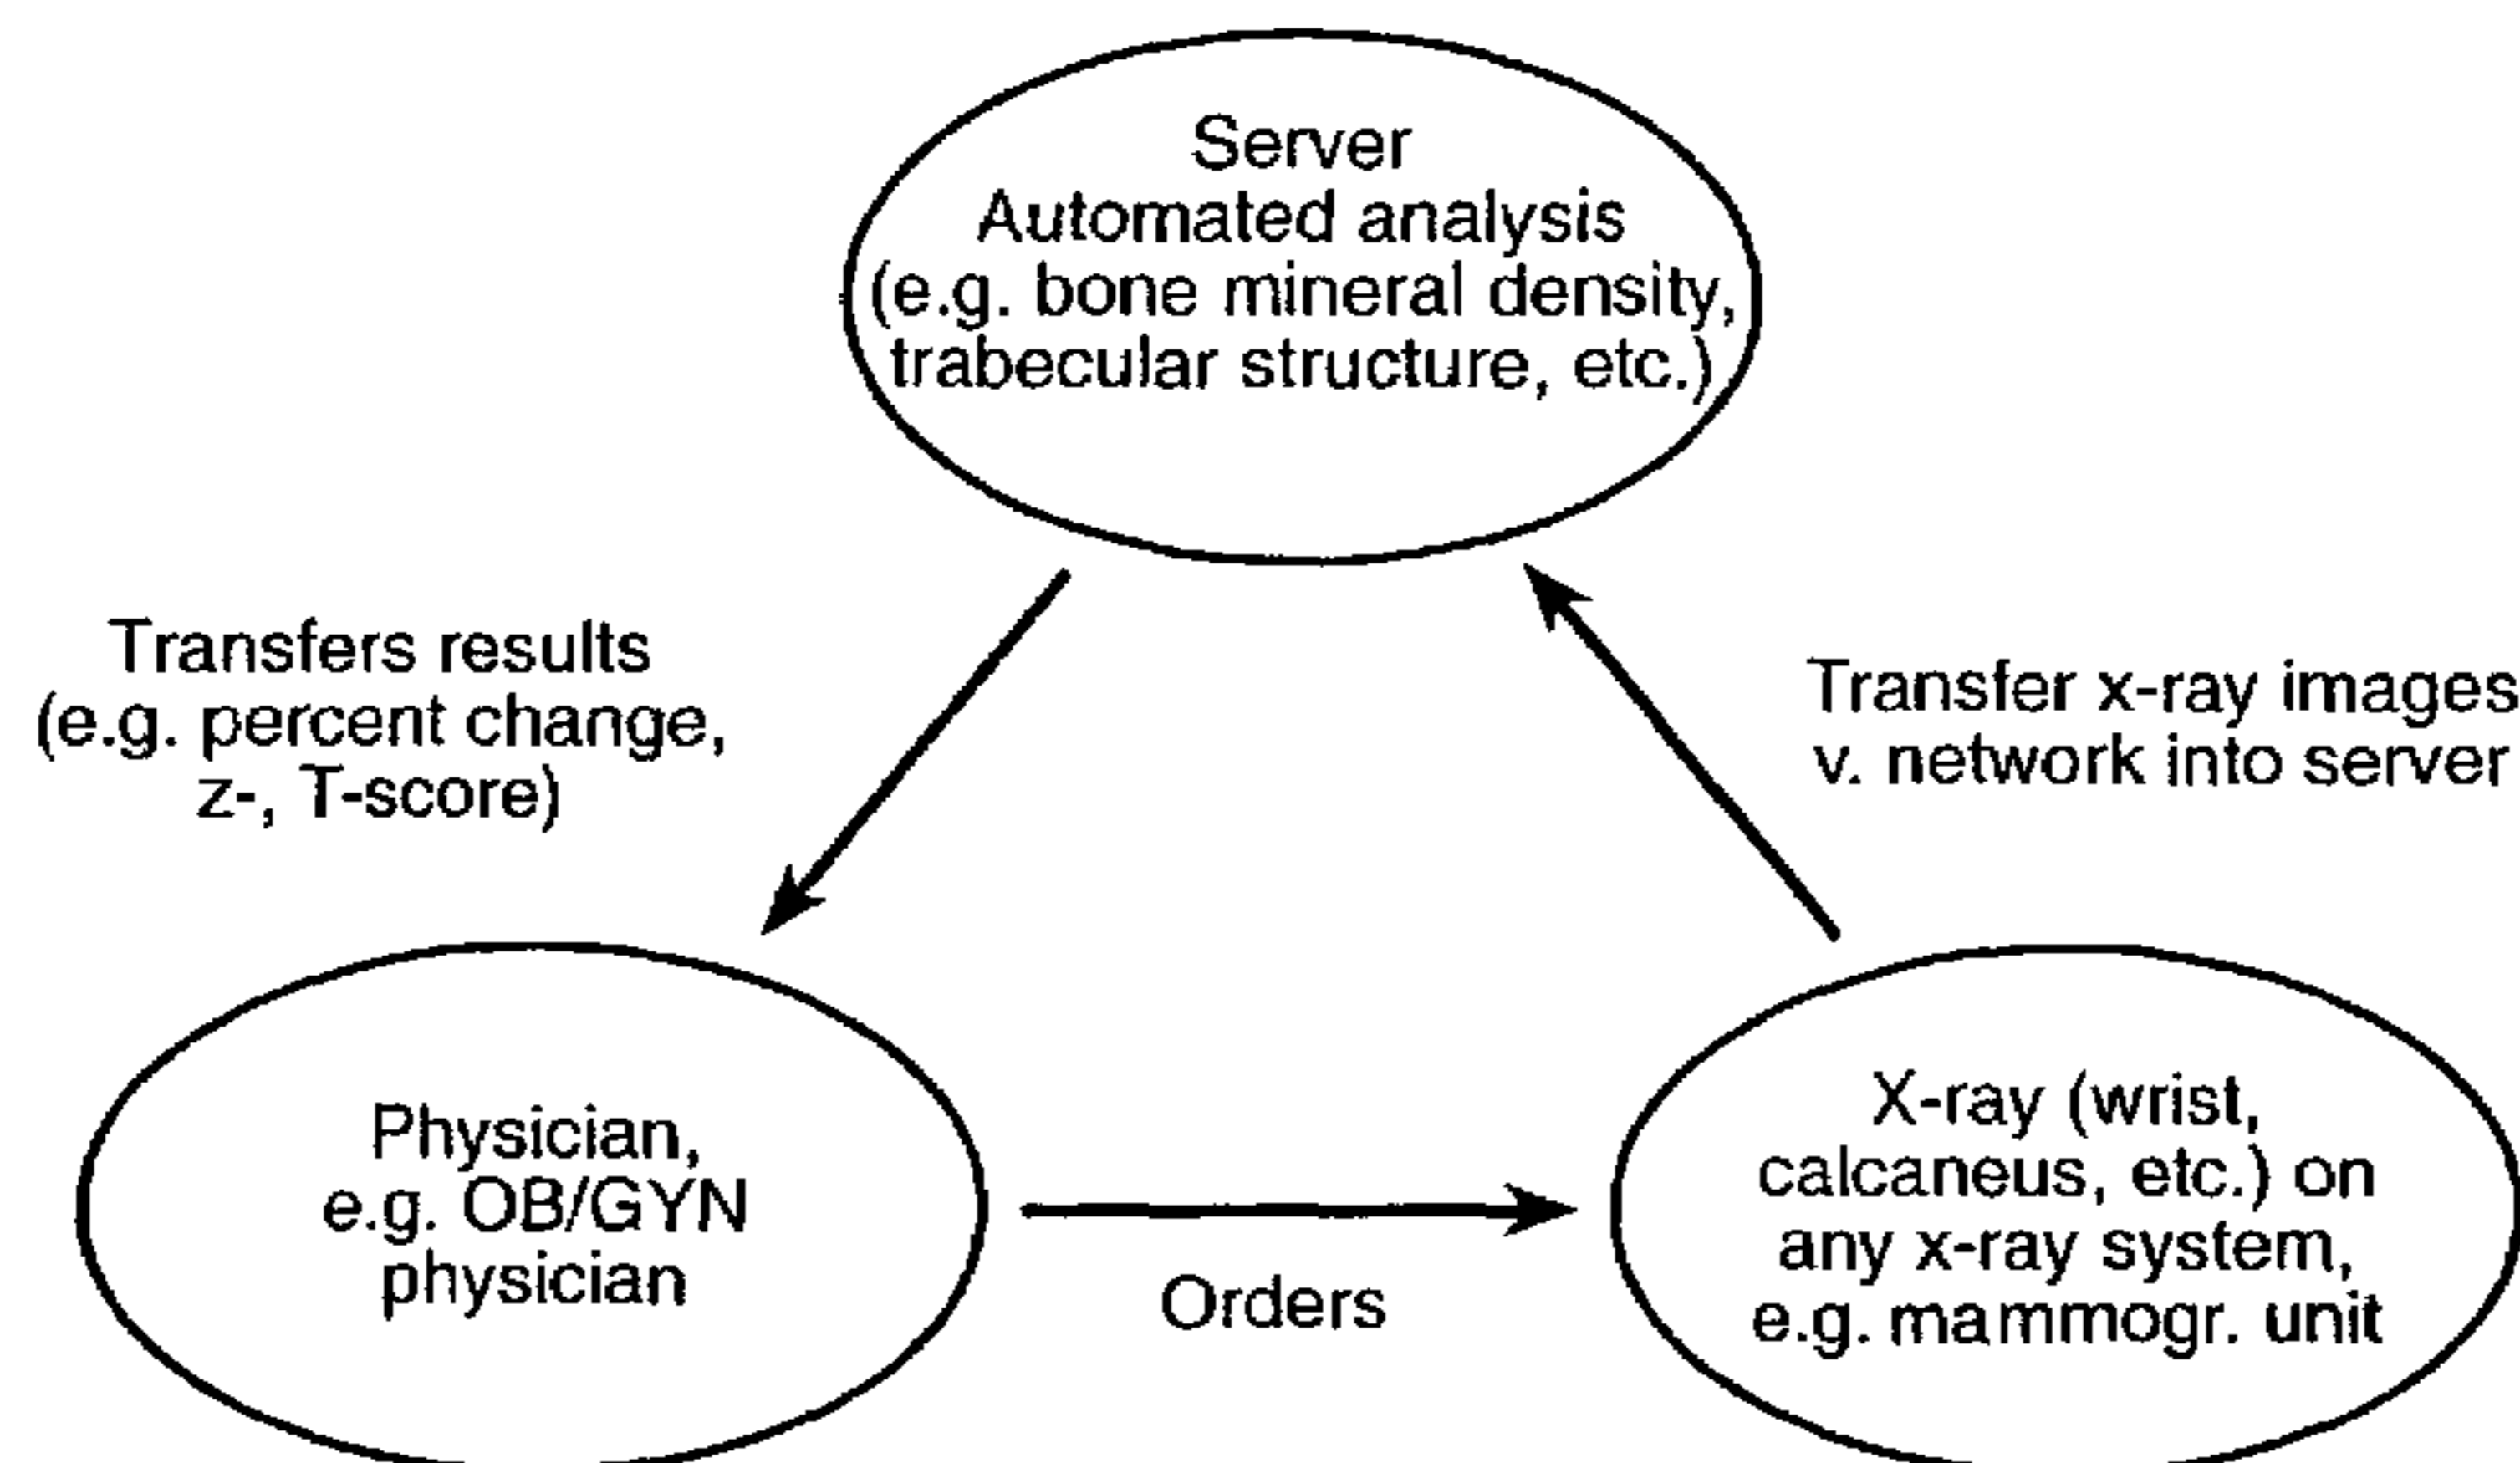 Server
Automated analysis
(e.g. bone mineral density,
trabecular structure, etc.)
Transfers results
(e.g. percent change,
z-, T-score)
Transfer x-ray images
v. network into server
Physician,
e.g. OB/GYN
physician
Orders
X-ray (wrist,
calcaneus, etc.) on
any x-ray system,
e.g. mammogr. unit